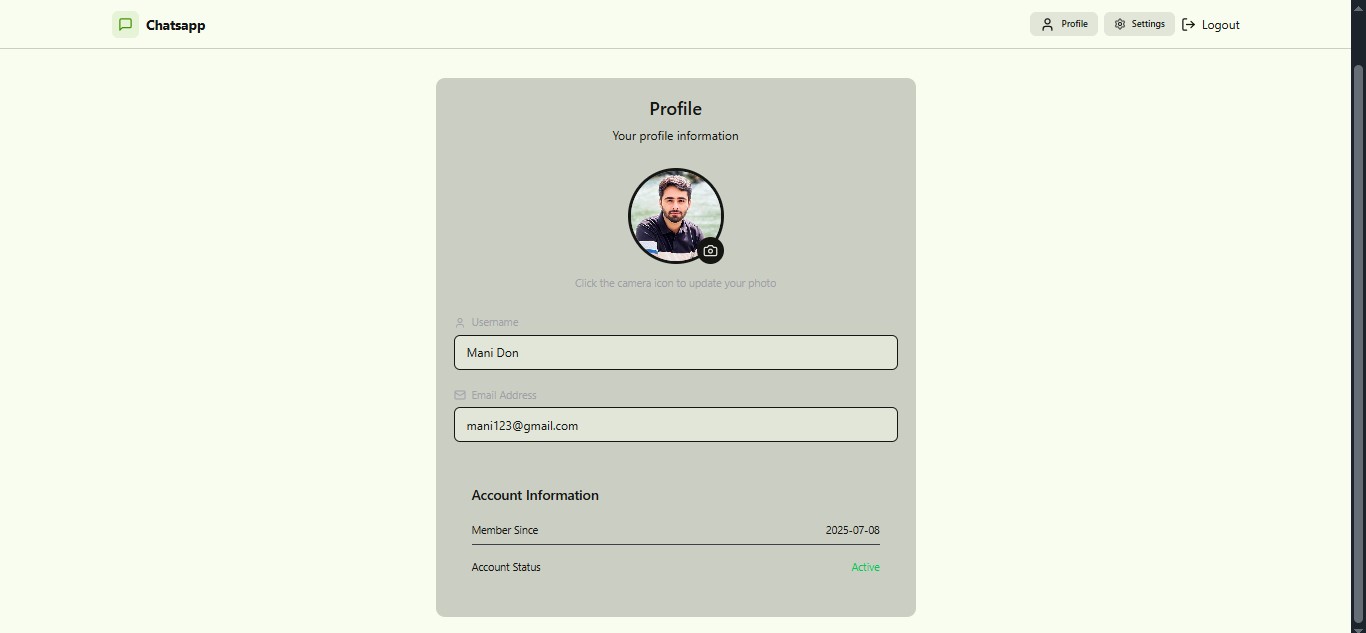 Chatsapp
Profile
Settings
Logout
Profile
Your profile information
Click the camera icon to update your photo
Username
Mani Don
Email Address
mani123@gmail.com
Account Information
Member Since 2025-07-08
Account Status Active